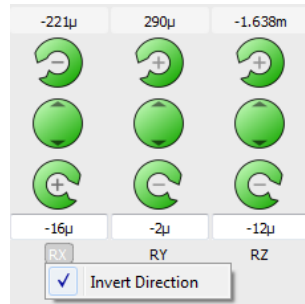 -221µ 290µ -1.638m
- + +
+ - -
-16µ -2µ -12µ
RX RY RZ
✓ Invert Direction